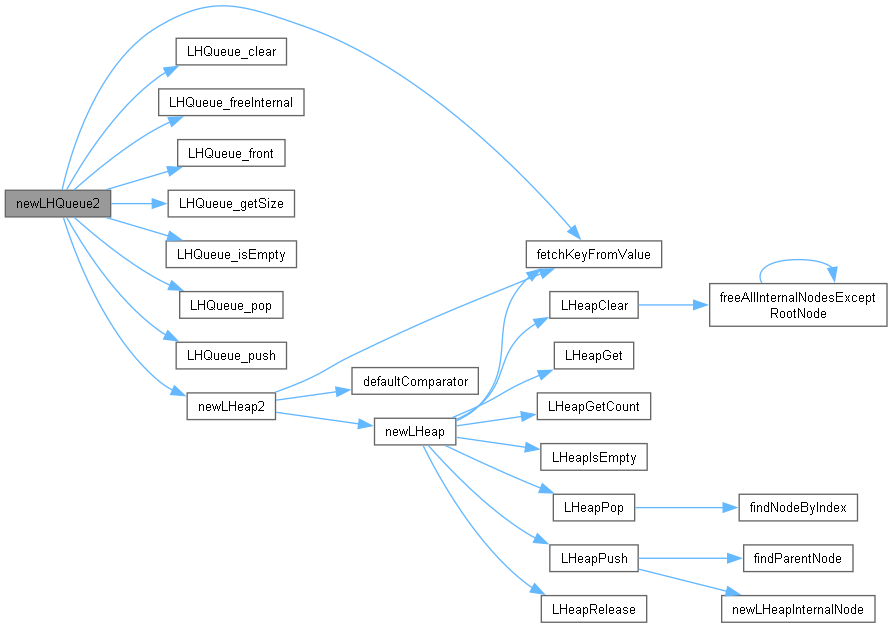 LHQueue_clear
LHQueue_freeInternal
LHQueue_front
newLHQueue2
LHQueue_getSize
LHQueue_isEmpty
fetchKeyFromValue
LHQueue_pop
LHeapClear
freeAllInternalNodesExcept
RootNode
LHQueue_push
LHeapGet
defaultComparator
newLHeap2
LHeapGetCount
newLHeap
LHeapIsEmpty
LHeapPop
findNodeByIndex
LHeapPush
findParentNode
LHeapRelease
newLHeapInternalNode